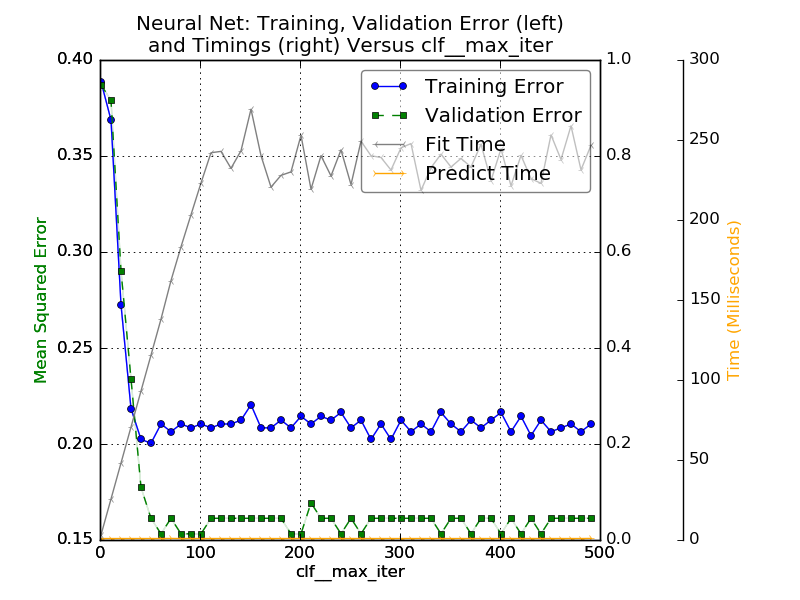 Neural Net: Training, Validation Error (left)
and Timings (right) Versus clf__max_iter
Mean Squared Error
0.40
0.35
0.30
0.25
0.20
0.15
Training Error
Validation Error
Fit Time
Predict Time
1.0
0.8
0.6
0.4
0.2
0.0
300
250
200
150
100
50
0
Time (Milliseconds)
0 100 200 300 400 500
clf__max_iter